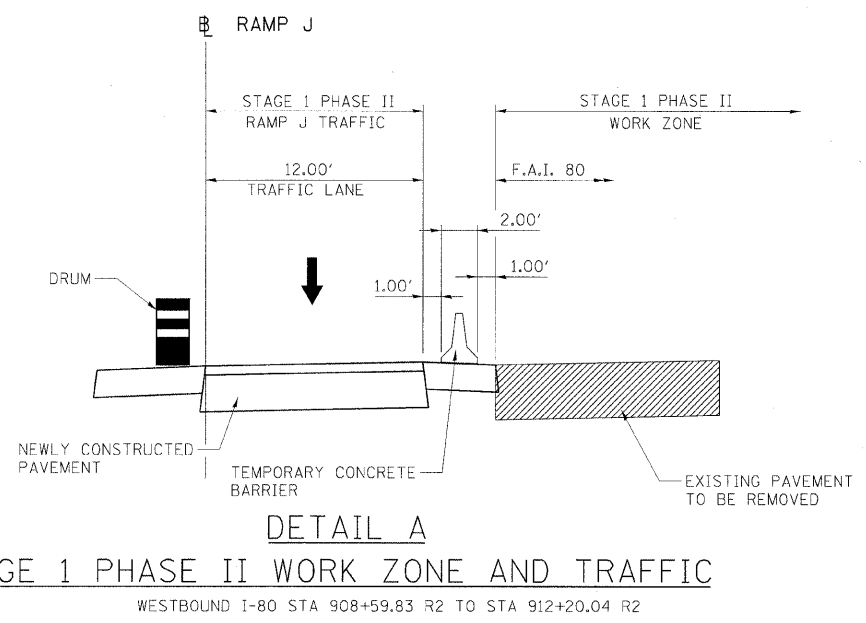 ℄ RAMP J
STAGE 1 PHASE II
RAMP J TRAFFIC
STAGE 1 PHASE II
WORK ZONE
12.00'
TRAFFIC LANE
F.A.I. 80
2.00'
1.00'
1.00'
DRUM
NEWLY CONSTRUCTED
PAVEMENT
TEMPORARY CONCRETE
BARRIER
EXISTING PAVEMENT
TO BE REMOVED
DETAIL A
GE 1 PHASE II WORK ZONE AND TRAFFIC
WESTBOUND I-80 STA 908+59.83 R2 TO STA 912+20.04 R2